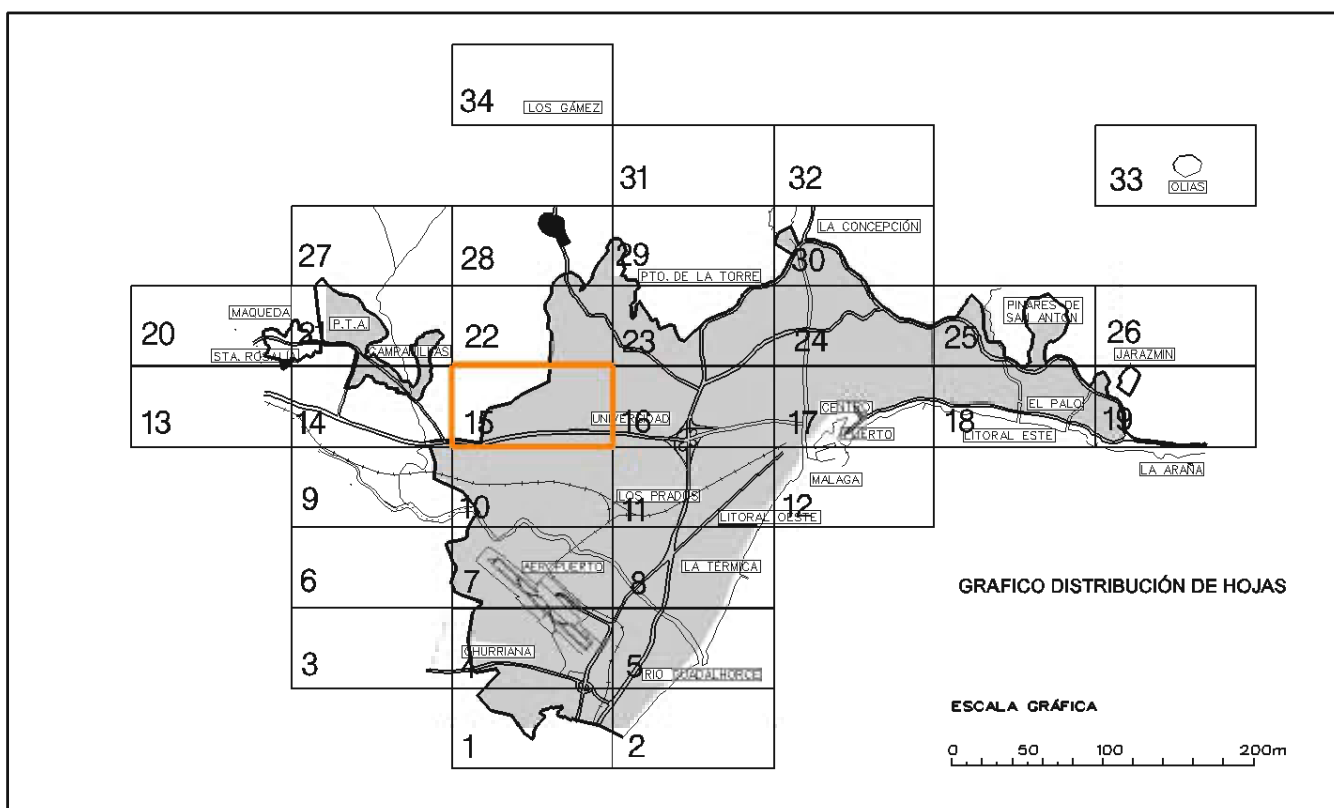 34
LOS GÁMEZ
31
32
33
OLIAS
LA CONCEPCIÓN
27
28
29
30
PTO. DE LA TORRE
MAQUEDA
P.T.A.
PINARES DE
SAN ANTÓN
20
21
22
23
24
25
26
STA. ROSALIA
CAMPANILLAS
JARAZMIN
13
14
15
UNIVERSIDAD
16
17
CENTRO
PUERTO
18
EL PALO
LITORAL ESTE
19
LA ARAÑA
MALAGA
9
10
LOS PRADOS
11
LITORAL OESTE
12
6
7
AEROPUERTO
8
LA TÉRMICA
GRAFICO DISTRIBUCIÓN DE HOJAS
3
CHURRIANA
5
RIO GUADALHORCE
1
2
ESCALA GRÁFICA
0 50 100 200m